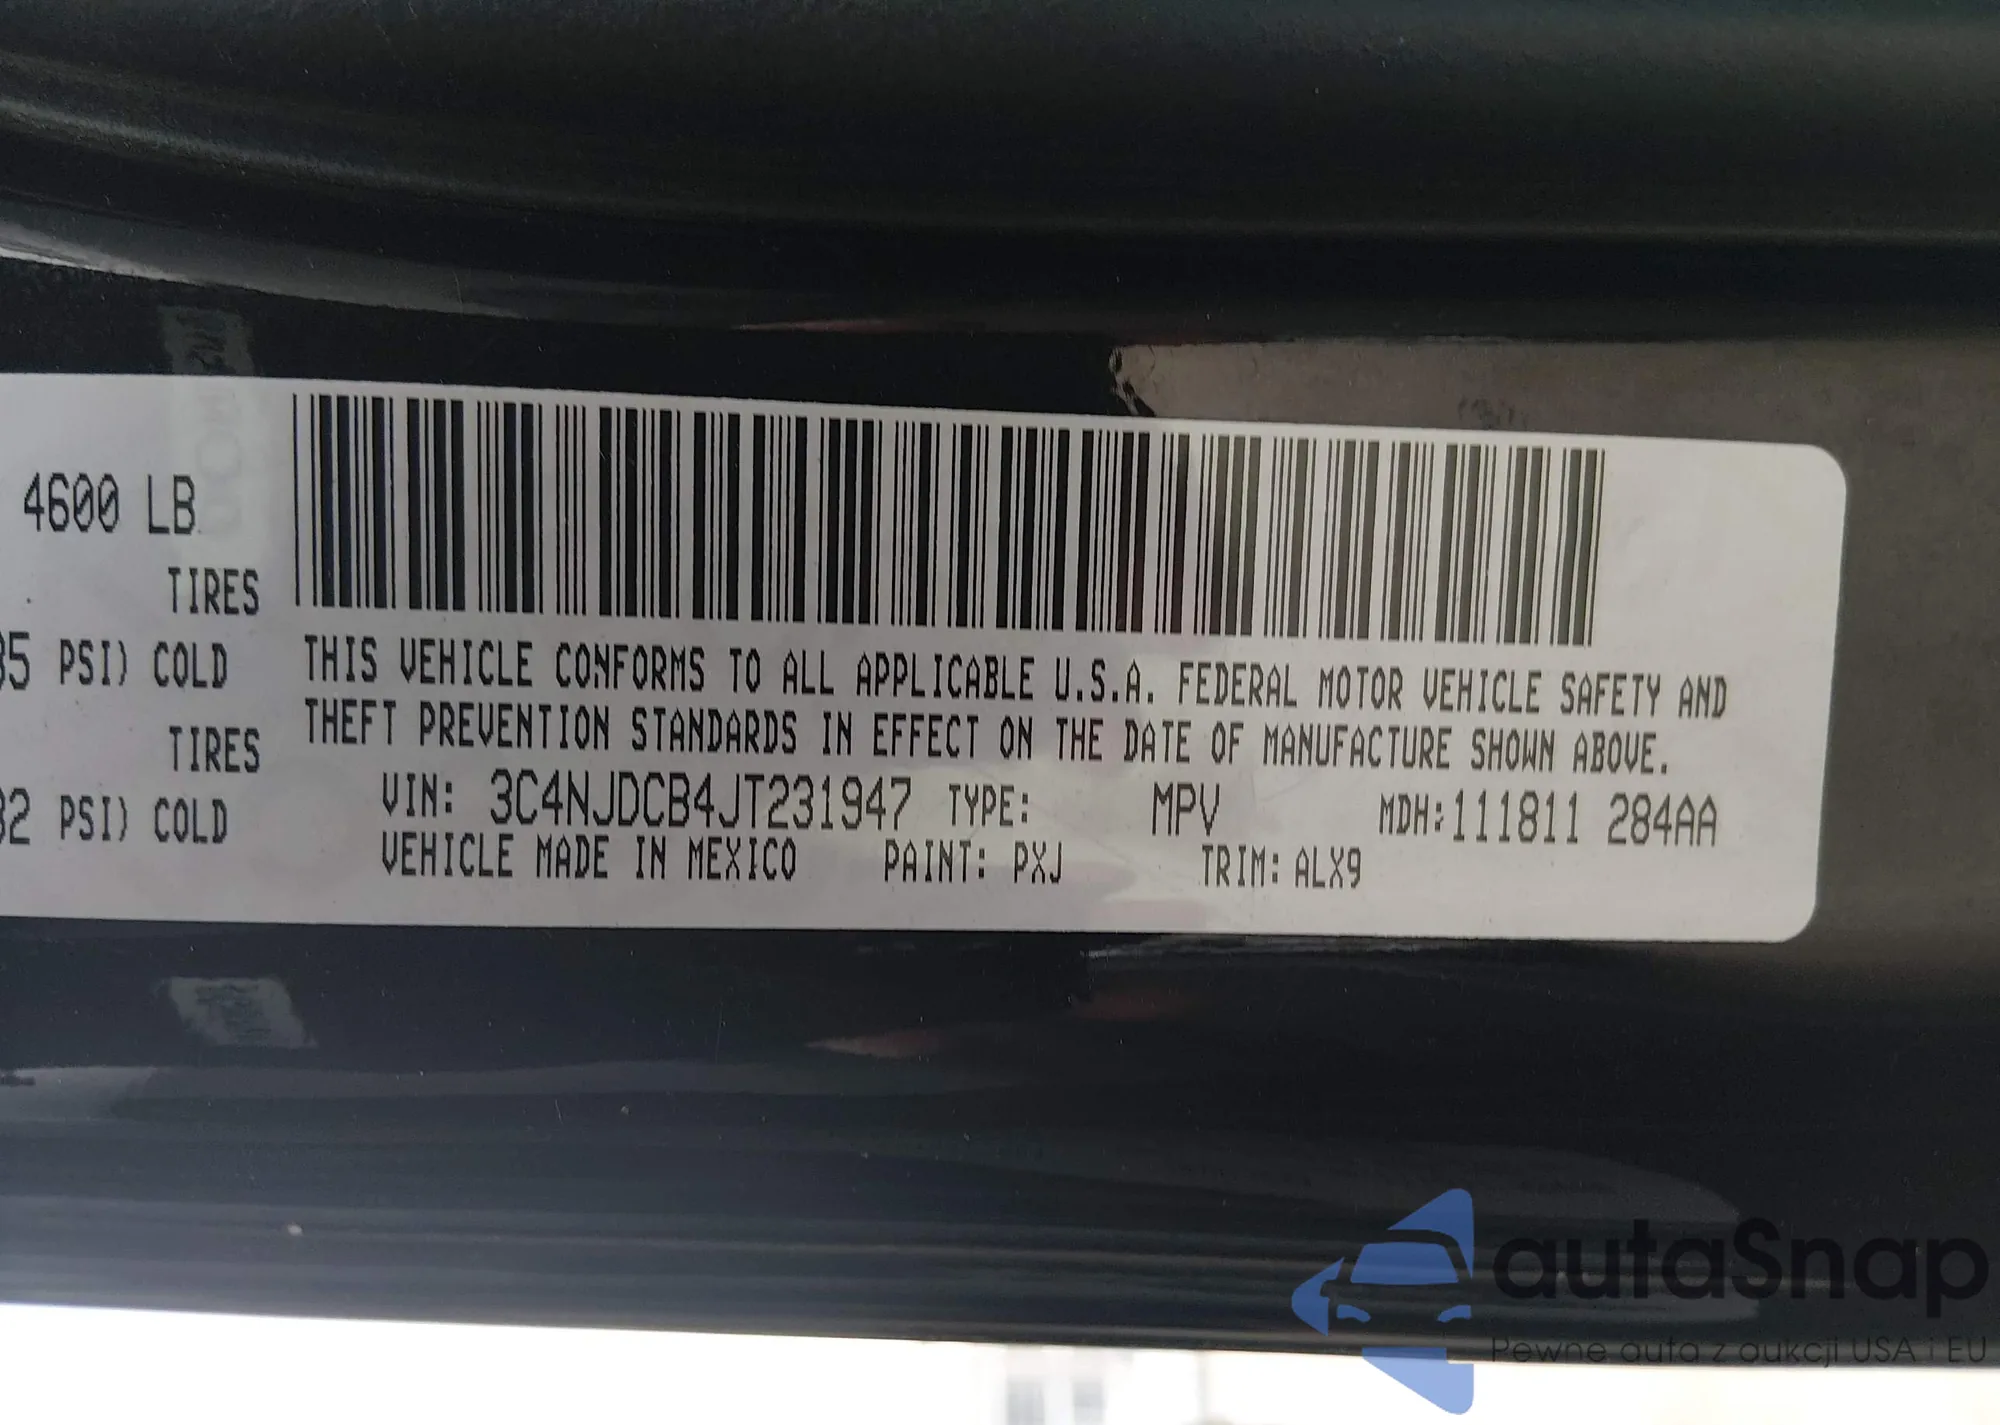 4600 LB
TIRES
35 PSI) COLD
TIRES
32 PSI) COLD
THIS VEHICLE CONFORMS TO ALL APPLICABLE U.S.A. FEDERAL MOTOR VEHICLE SAFETY AND
THEFT PREVENTION STANDARDS IN EFFECT ON THE DATE OF MANUFACTURE SHOWN ABOVE.
VIN: 3C4NJDCB4JT231947 TYPE: MPV MDH:111811 284AA
VEHICLE MADE IN MEXICO PAINT: PXJ TRIM: ALX9
autaSnap
Pewne auta z aukcji USA i EU